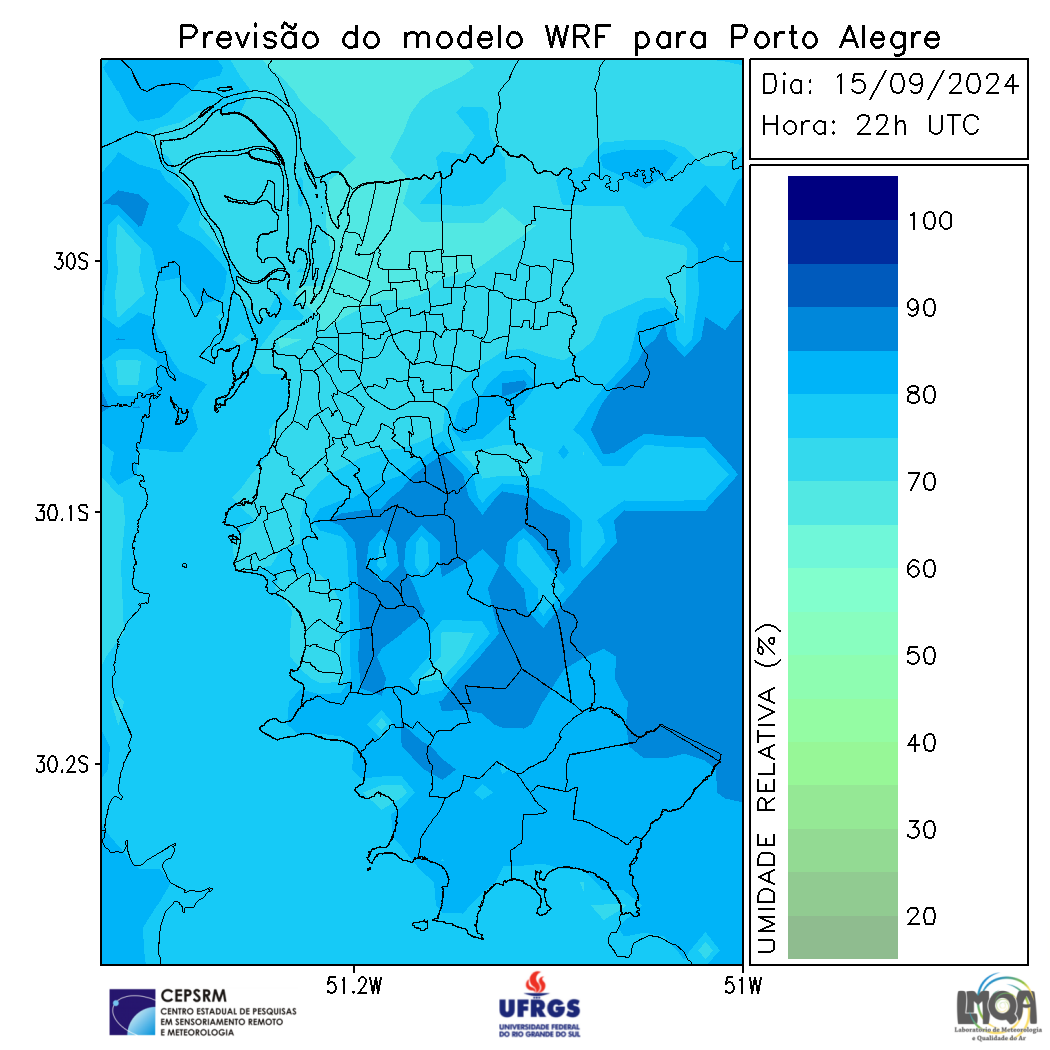 Previsão do modelo WRF para Porto Alegre
Dia: 15/09/2024
Hora: 22h UTC
30S
30.1S
30.2S
51.2W
51W
UMIDADE RELATIVA (%)
100
90
80
70
60
50
40
30
20
CEPSRM
CENTRO ESTADUAL DE PESQUISAS
EM SENSORIAMENTO REMOTO
E METEOROLOGIA
UFRGS
UNIVERSIDADE FEDERAL
DO RIO GRANDE DO SUL
LMQA
Laboratório de Meteorologia
e Qualidade do Ar